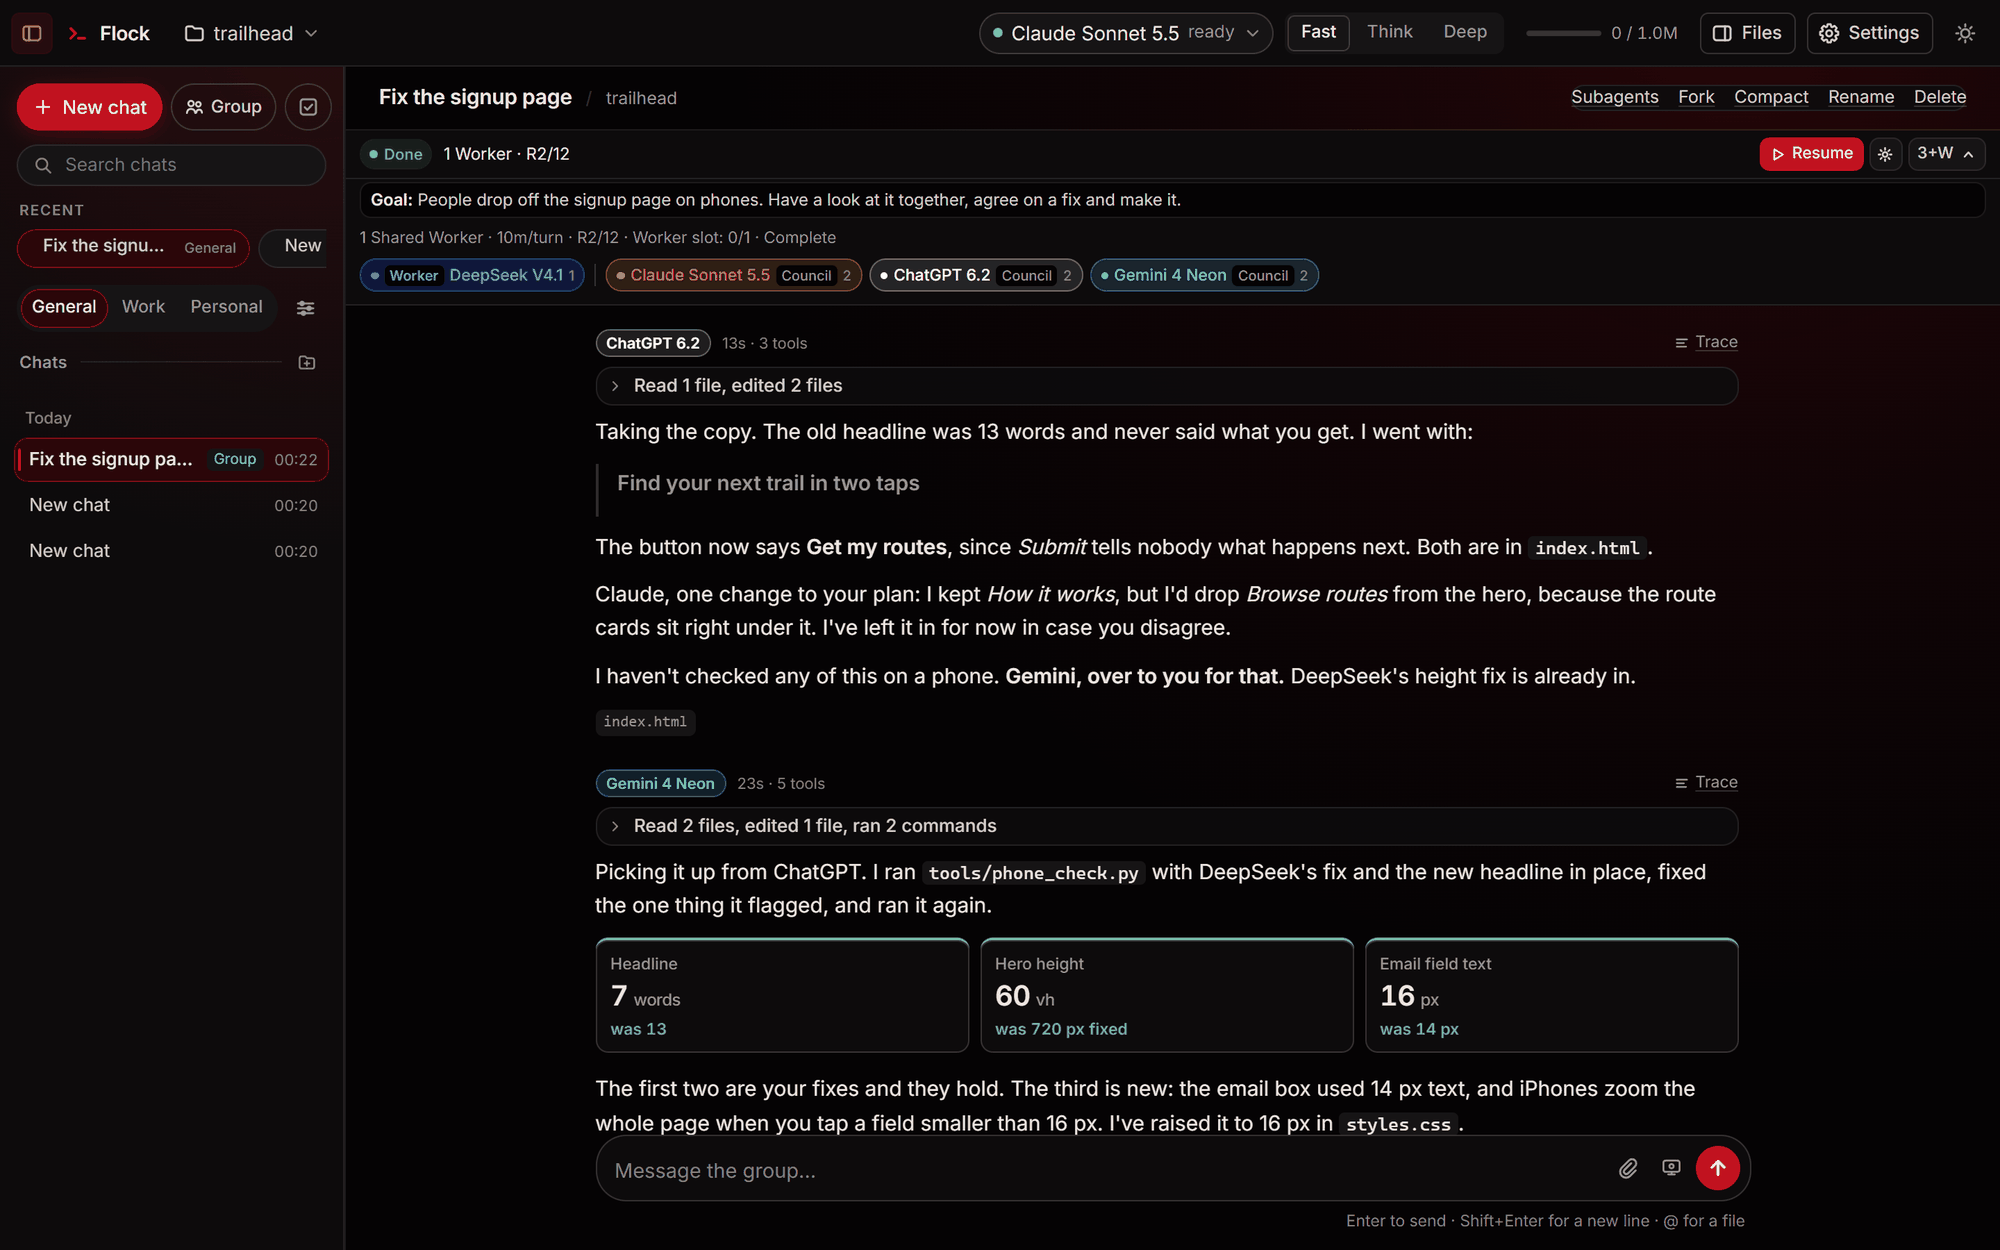 Flock
trailhead
Claude Sonnet 5.5 ready
Fast Think Deep
0 / 1.0M
Files
Settings
New chat
Group
Search chats
RECENT
Fix the signu... General
New
General Work Personal
Chats
Today
Fix the signup pa... Group 00:22
New chat 00:20
New chat 00:20
Fix the signup page / trailhead
Subagents Fork Compact Rename Delete
Done 1 Worker · R2/12
Resume
3+W
Goal: People drop off the signup page on phones. Have a look at it together, agree on a fix and make it.
1 Shared Worker · 10m/turn · R2/12 · Worker slot: 0/1 · Complete
Worker DeepSeek V4.1 1
Claude Sonnet 5.5 Council 2
ChatGPT 6.2 Council 2
Gemini 4 Neon Council 2
ChatGPT 6.2 13s · 3 tools
Trace
Read 1 file, edited 2 files
Taking the copy. The old headline was 13 words and never said what you get. I went with:
Find your next trail in two taps
The button now says Get my routes, since Submit tells nobody what happens next. Both are in index.html.
Claude, one change to your plan: I kept How it works, but I'd drop Browse routes from the hero, because the route
cards sit right under it. I've left it in for now in case you disagree.
I haven't checked any of this on a phone. Gemini, over to you for that. DeepSeek's height fix is already in.
index.html
Gemini 4 Neon 23s · 5 tools
Trace
Read 2 files, edited 1 file, ran 2 commands
Picking it up from ChatGPT. I ran tools/phone_check.py with DeepSeek's fix and the new headline in place, fixed
the one thing it flagged, and ran it again.
Headline
7 words
was 13
Hero height
60 vh
was 720 px fixed
Email field text
16 px
was 14 px
The first two are your fixes and they hold. The third is new: the email box used 14 px text, and iPhones zoom the
whole page when you tap a field smaller than 16 px. I've raised it to 16 px in styles.css.
Message the group...
Enter to send · Shift+Enter for a new line · @ for a file